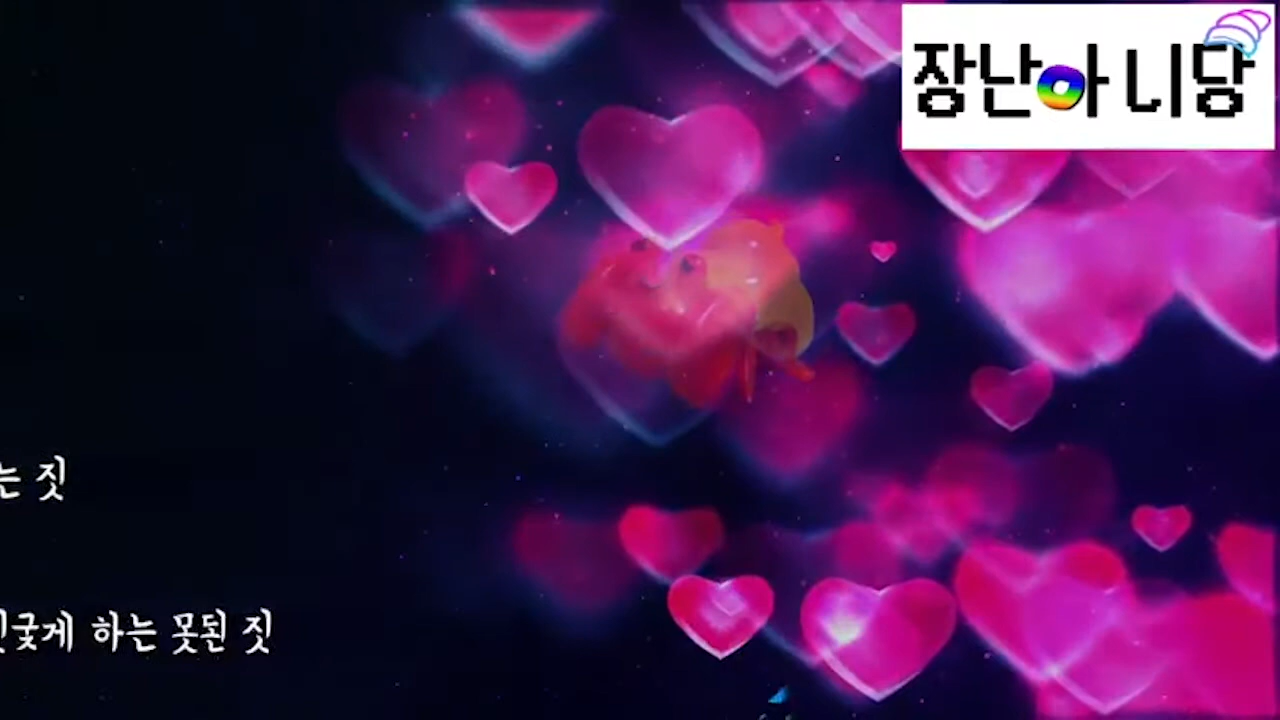 장난아 니당
는 짓
궂게 하는 못된 짓